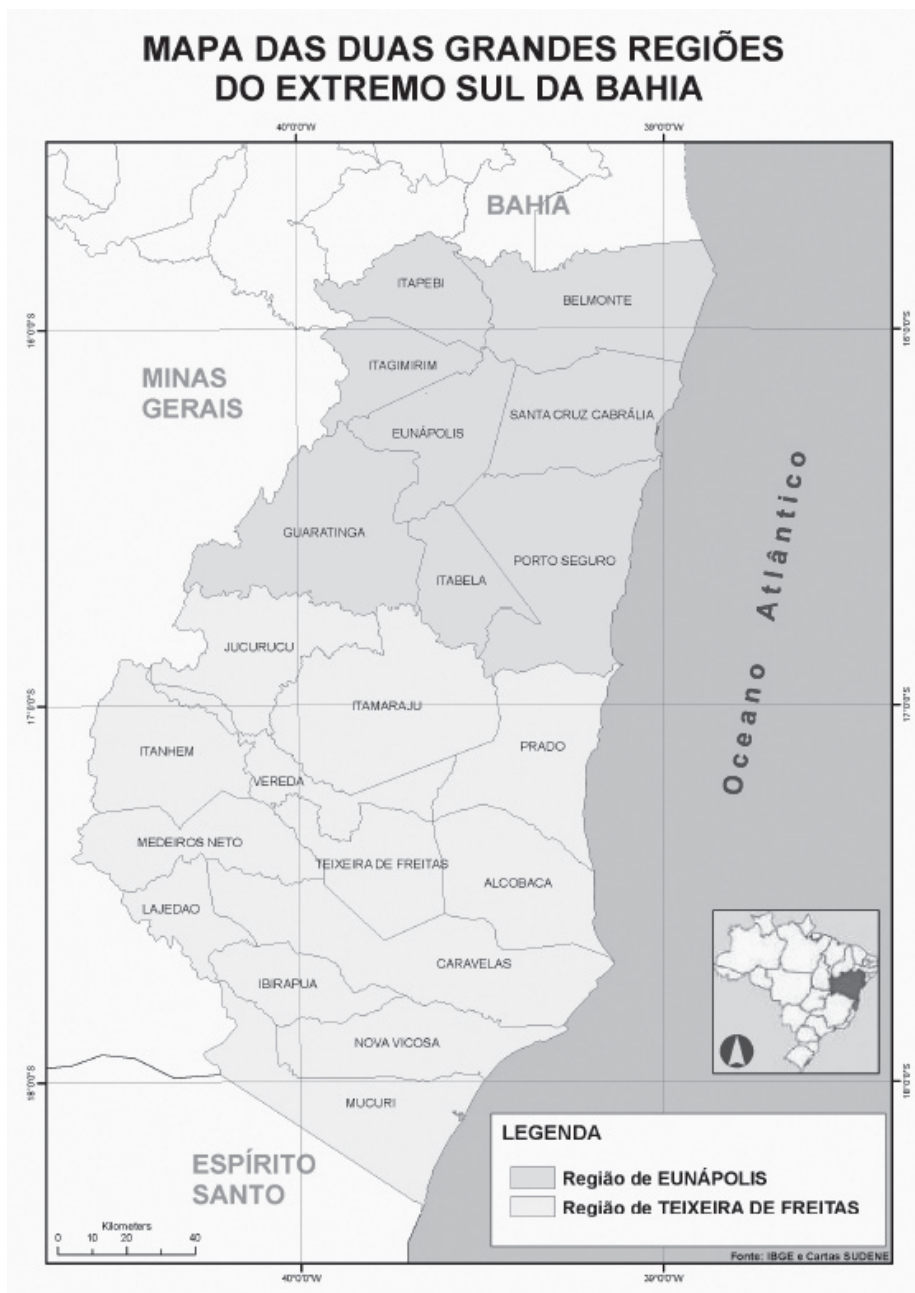 MAPA DAS DUAS GRANDES REGIÕES
DO EXTREMO SUL DA BAHIA
40°0'0"W
39°0'0"W
BAHIA
ITAPEBI
BELMONTE
16°0'0"S
16°0'0"S
MINAS
GERAIS
ITAGIMIRIM
SANTA CRUZ CABRÁLIA
EUNÁPOLIS
GUARATINGA
PORTO SEGURO
ITABELA
Oceano Atlântico
JUCURUCU
17°0'0"S
17°0'0"S
ITAMARAJU
PRADO
ITANHEM
VEREDA
MEDEIROS NETO
TEIXEIRA DE FREITAS
ALCOBACA
LAJEDAO
CARAVELAS
IBIRAPUA
NOVA VICOSA
18°0'0"S
18°0'0"S
MUCURI
ESPÍRITO
SANTO
LEGENDA
Região de EUNÁPOLIS
Região de TEIXEIRA DE FREITAS
Kilometers
0 10 20 40
Fonte: IBGE e Cartas SUDENE
40°0'0"W
39°0'0"W